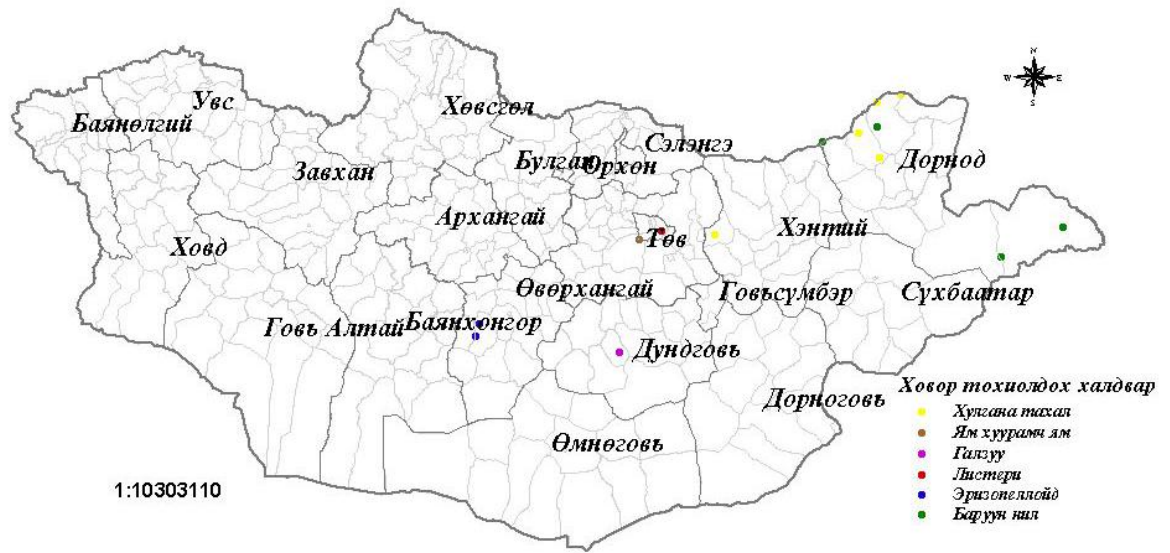 N
W E
S
Увс
Хөвсгөл
Баянөлгий
Сэлэнгэ
Булган
Орхон
Завхан
Дорнод
Архангай
Хэнтий
Ховд
Төв
Өвөрхангай
Говьсүмбэр
Сүхбаатар
Говь Алтай
Баянхонгор
Дундговь
Дорноговь
Өмнөговь
Ховор тохиолдох халдвар
Хулгана тахал
Ям хуурамч ям
Галзуу
Листери
Эризопеллойд
Баруун нил
1:10303110